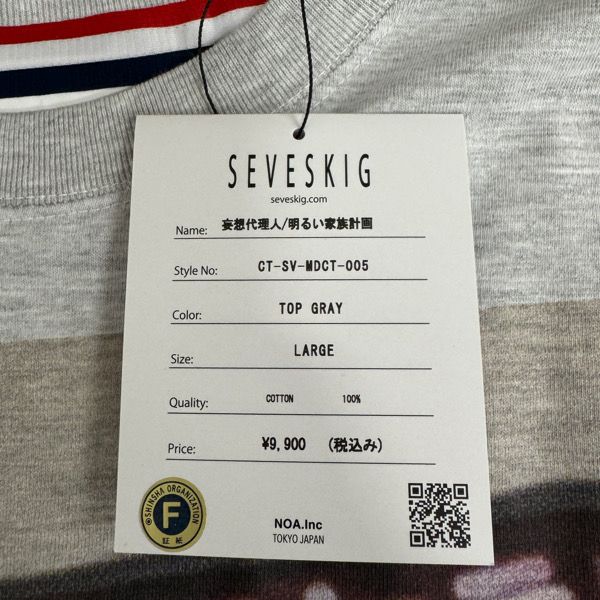 SEVESKIG
seveskig.com
Name: 妄想代理人/明るい家族計画
Style No: CT-SV-MDCT-005
Color: TOP GRAY
Size: LARGE
Quality: COTTON 100%
Price: ¥9,900 (税込み)
©SHINSHA ORGANIZATION
F
証紙
NOA.Inc
TOKYO JAPAN